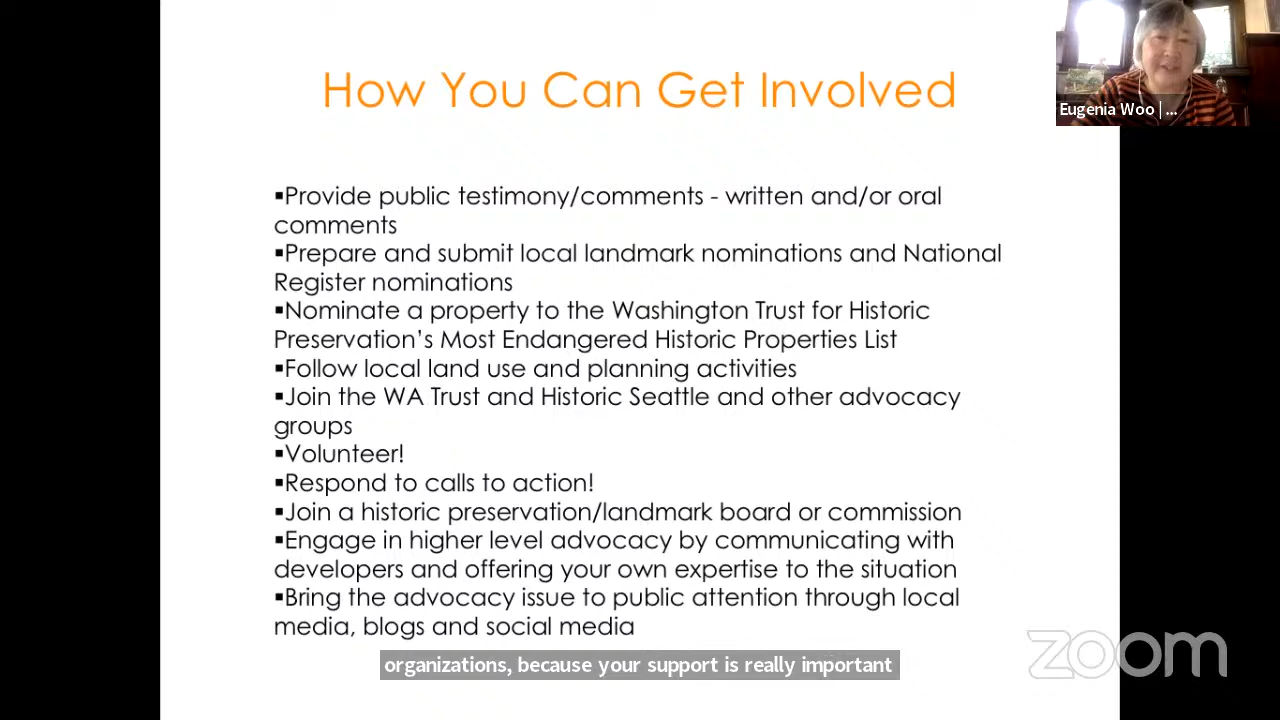 How You Can Get Involved
Eugenia Woo | ...
▪Provide public testimony/comments - written and/or oral
comments
▪Prepare and submit local landmark nominations and National
Register nominations
▪Nominate a property to the Washington Trust for Historic
Preservation’s Most Endangered Historic Properties List
▪Follow local land use and planning activities
▪Join the WA Trust and Historic Seattle and other advocacy
groups
▪Volunteer!
▪Respond to calls to action!
▪Join a historic preservation/landmark board or commission
▪Engage in higher level advocacy by communicating with
developers and offering your own expertise to the situation
▪Bring the advocacy issue to public attention through local
media, blogs and social media
organizations, because your support is really important
zoom